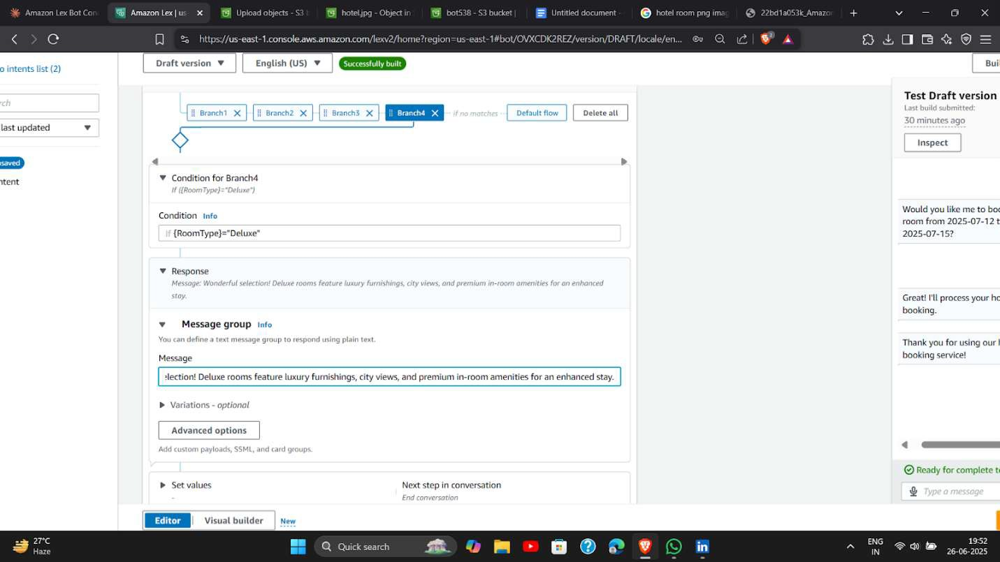 Amazon Lex Bot Con
Amazon Lex | us-
Upload objects - S3 b
hotel.jpg - Object in
bot538 - S3 bucket |
Untitled document -
hotel room png imag
22bd1a053k_Amazon
https://us-east-1.console.aws.amazon.com/lexv2/home?region=us-east-1#bot/OVXCDK2REZ/version/DRAFT/locale/en...
2
o intents list (2)
rch
last updated
nsaved
ntent
Draft version
English (US)
Successfully built
Buil
Branch1
Branch2
Branch3
Branch4
if no matches
Default flow
Delete all
Condition for Branch4
If ({RoomType}="Deluxe")
Condition Info
If {RoomType}="Deluxe"
Response
Message: Wonderful selection! Deluxe rooms feature luxury furnishings, city views, and premium in-room amenities for an enhanced
stay.
Message group Info
You can define a text message group to respond using plain text.
Message
election! Deluxe rooms feature luxury furnishings, city views, and premium in-room amenities for an enhanced stay.
Variations - optional
Advanced options
Add custom payloads, SSML, and card groups.
Set values
-
Next step in conversation
End conversation
Editor
Visual builder
New
Test Draft version
Last build submitted:
30 minutes ago
Inspect
Would you like me to boo
room from 2025-07-12 t
2025-07-15?
Great! I'll process your ho
booking.
Thank you for using our h
booking service!
Ready for complete te
Type a message
27°C
Haze
Quick search
ENG
IN
19:52
26-06-2025